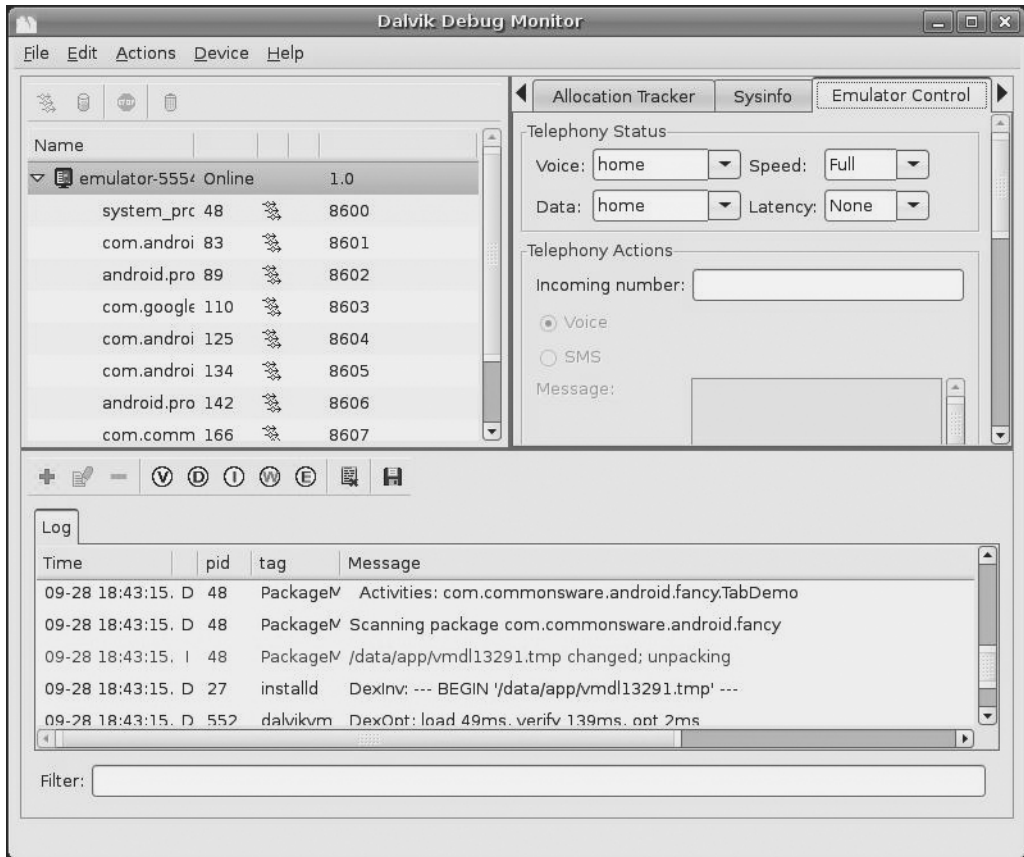 Dalvik Debug Monitor
File Edit Actions Device Help
Name
emulator-5554 Online 1.0
system_prc 48 8600
com.androi 83 8601
android.pro 89 8602
com.google 110 8603
com.androi 125 8604
com.androi 134 8605
android.pro 142 8606
com.comm 166 8607
Allocation Tracker Sysinfo Emulator Control
Telephony Status
Voice: home Speed: Full
Data: home Latency: None
Telephony Actions
Incoming number:
Voice
SMS
Message:
V D I W E
Log
Time pid tag Message
09-28 18:43:15. D 48 PackageM Activities: com.commonsware.android.fancy.TabDemo
09-28 18:43:15. D 48 PackageM Scanning package com.commonsware.android.fancy
09-28 18:43:15. I 48 PackageM /data/app/vmdl13291.tmp changed; unpacking
09-28 18:43:15. D 27 installd DexInv: --- BEGIN '/data/app/vmdl13291.tmp' ---
09-28 18:43:15. D 552 dalvikvm DexOpt: load 49ms, verify 139ms, opt 2ms
Filter: